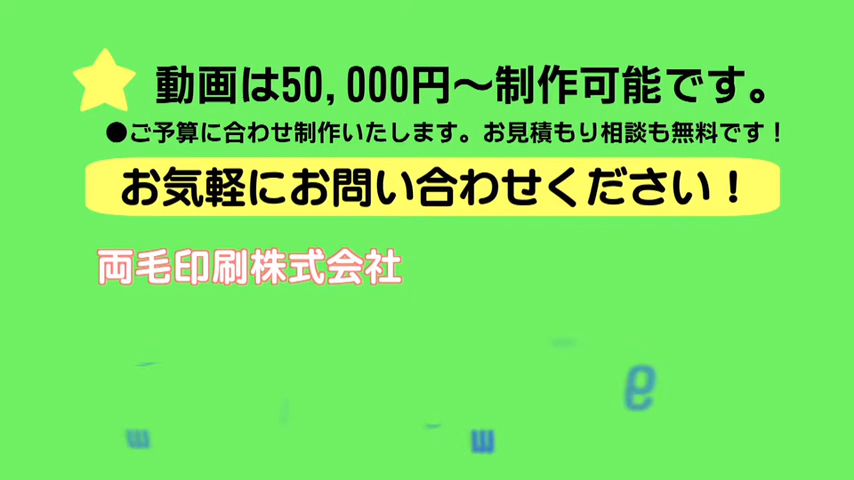 動画は50,000円～制作可能です。
●ご予算に合わせ制作いたします。お見積もり相談も無料です！
お気軽にお問い合わせください！
両毛印刷株式会社